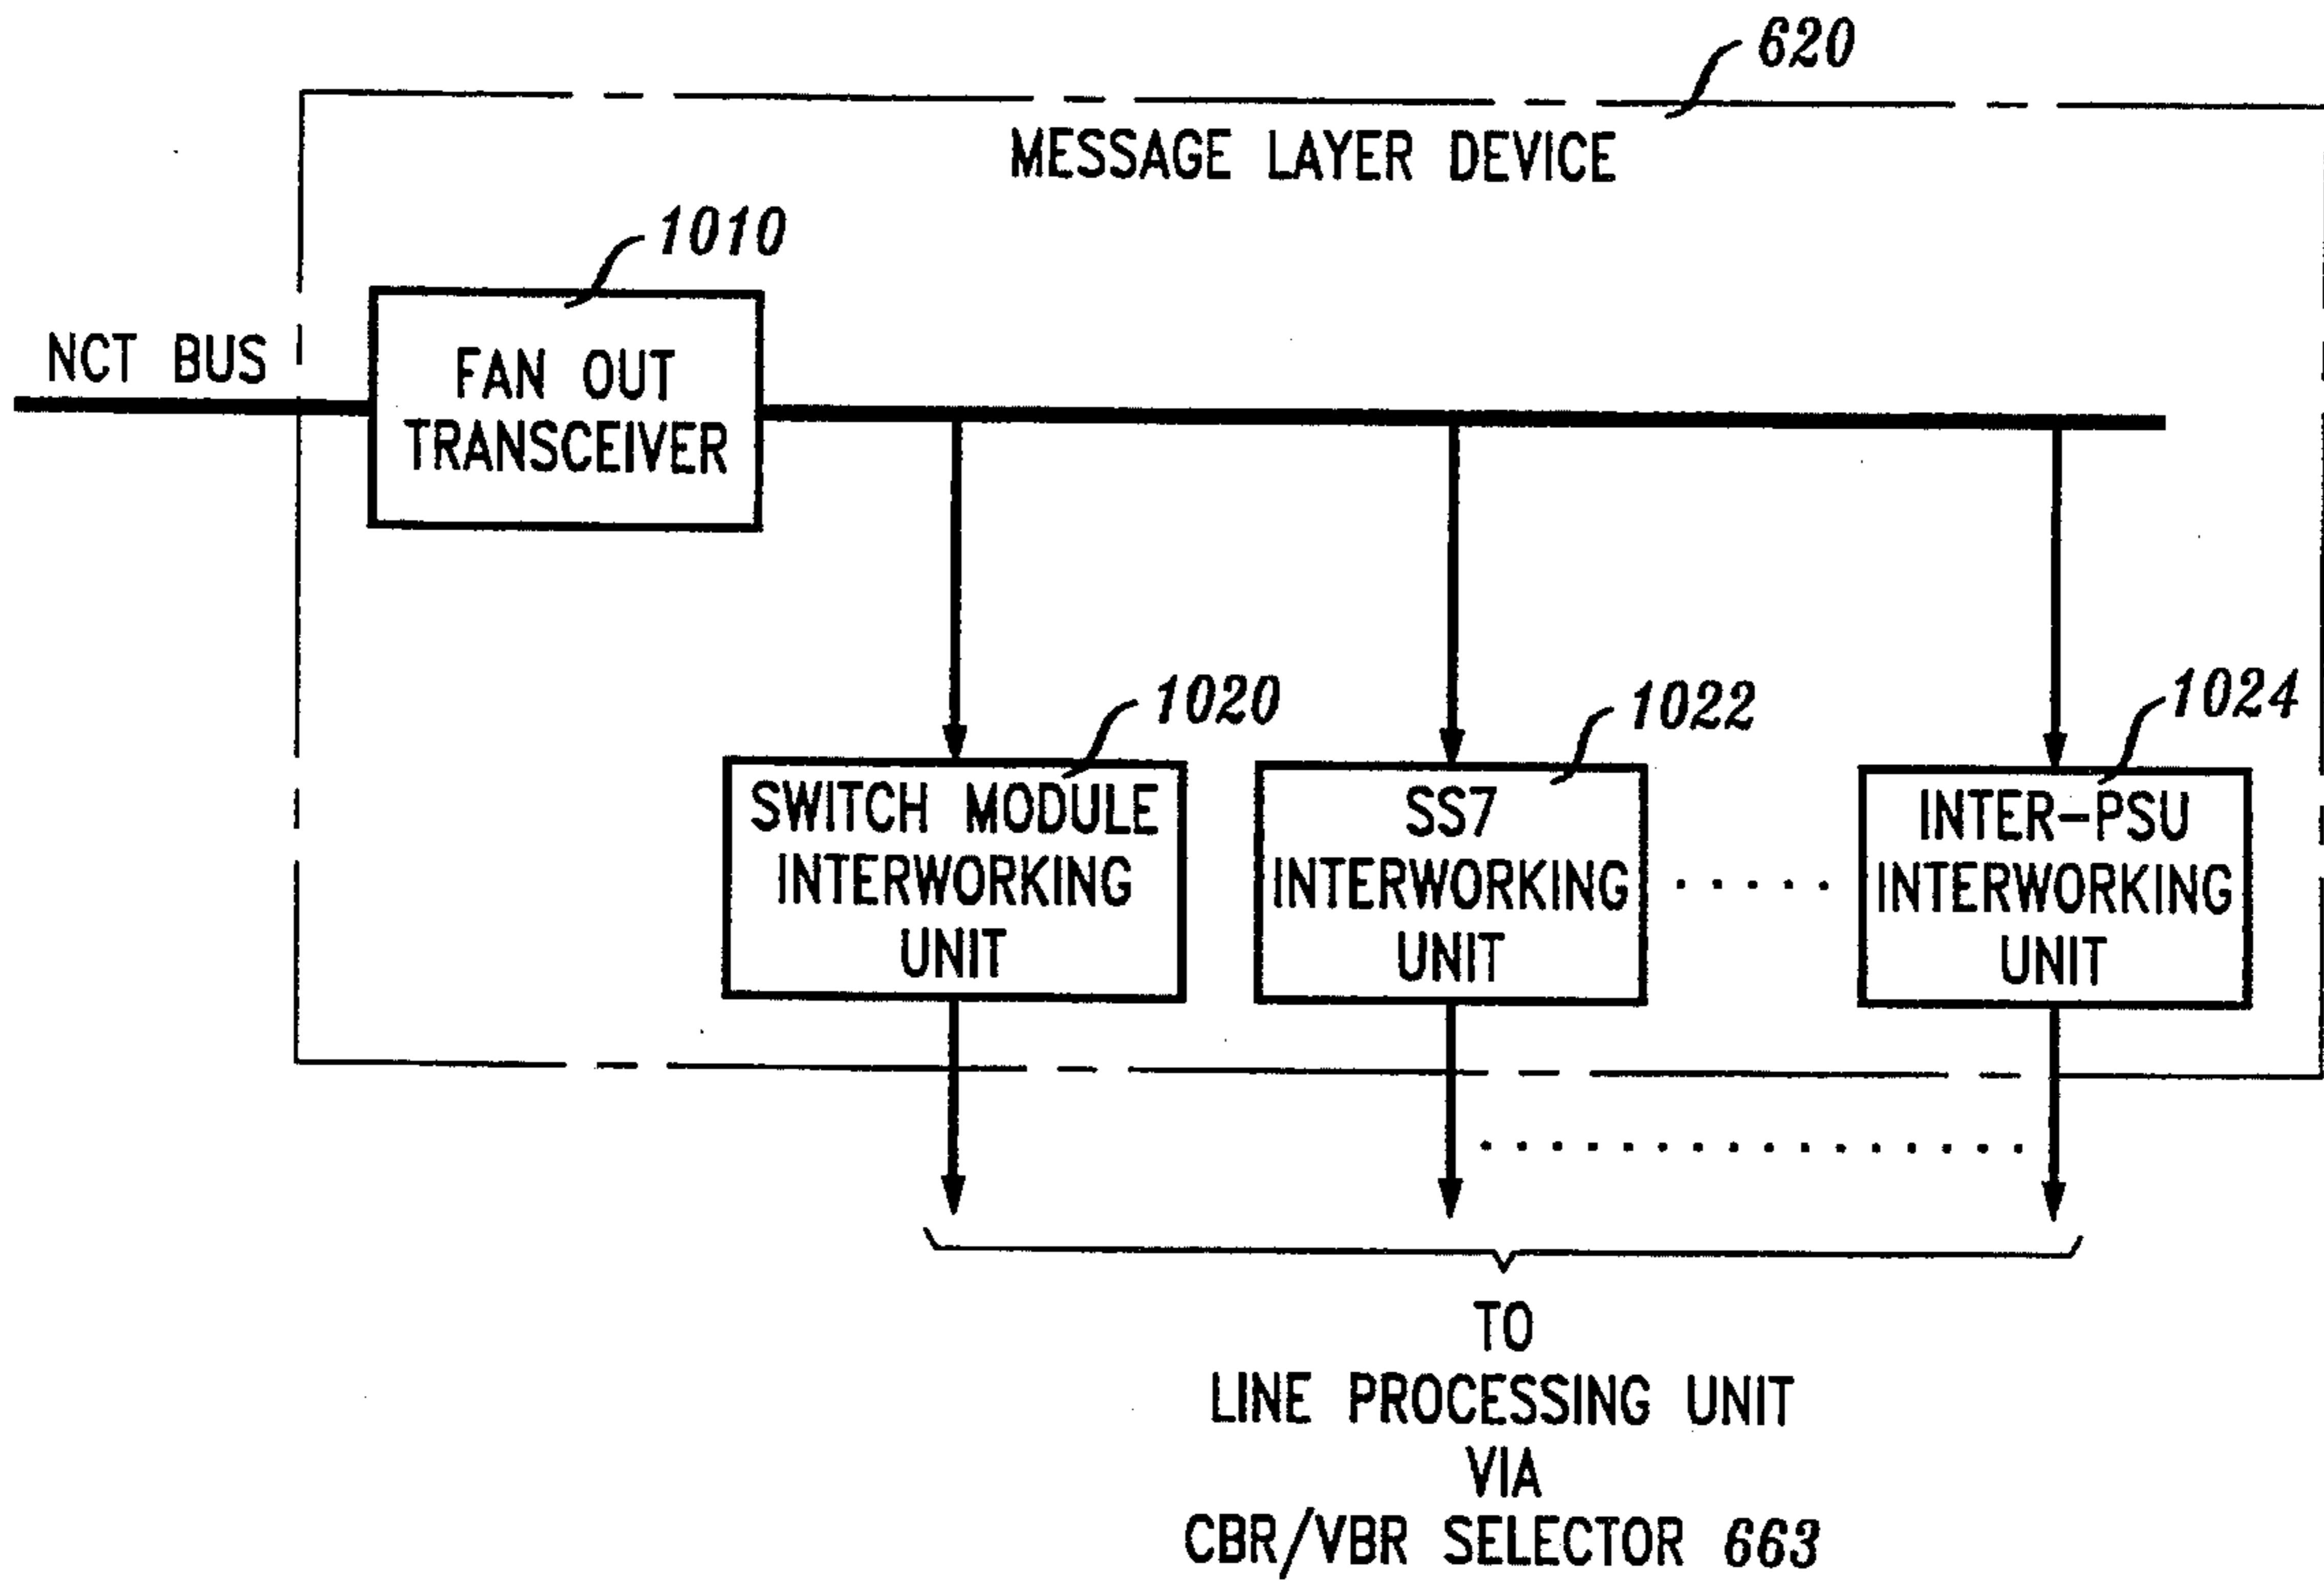 620
MESSAGE LAYER DEVICE
1010
NCT BUS
FAN OUT
TRANSCEIVER
1020
1022
1024
SWITCH MODULE
INTERWORKING
UNIT
SS7
INTERWORKING
UNIT
INTER-PSU
INTERWORKING
UNIT
TO
LINE PROCESSING UNIT
VIA
CBR/VBR SELECTOR 663